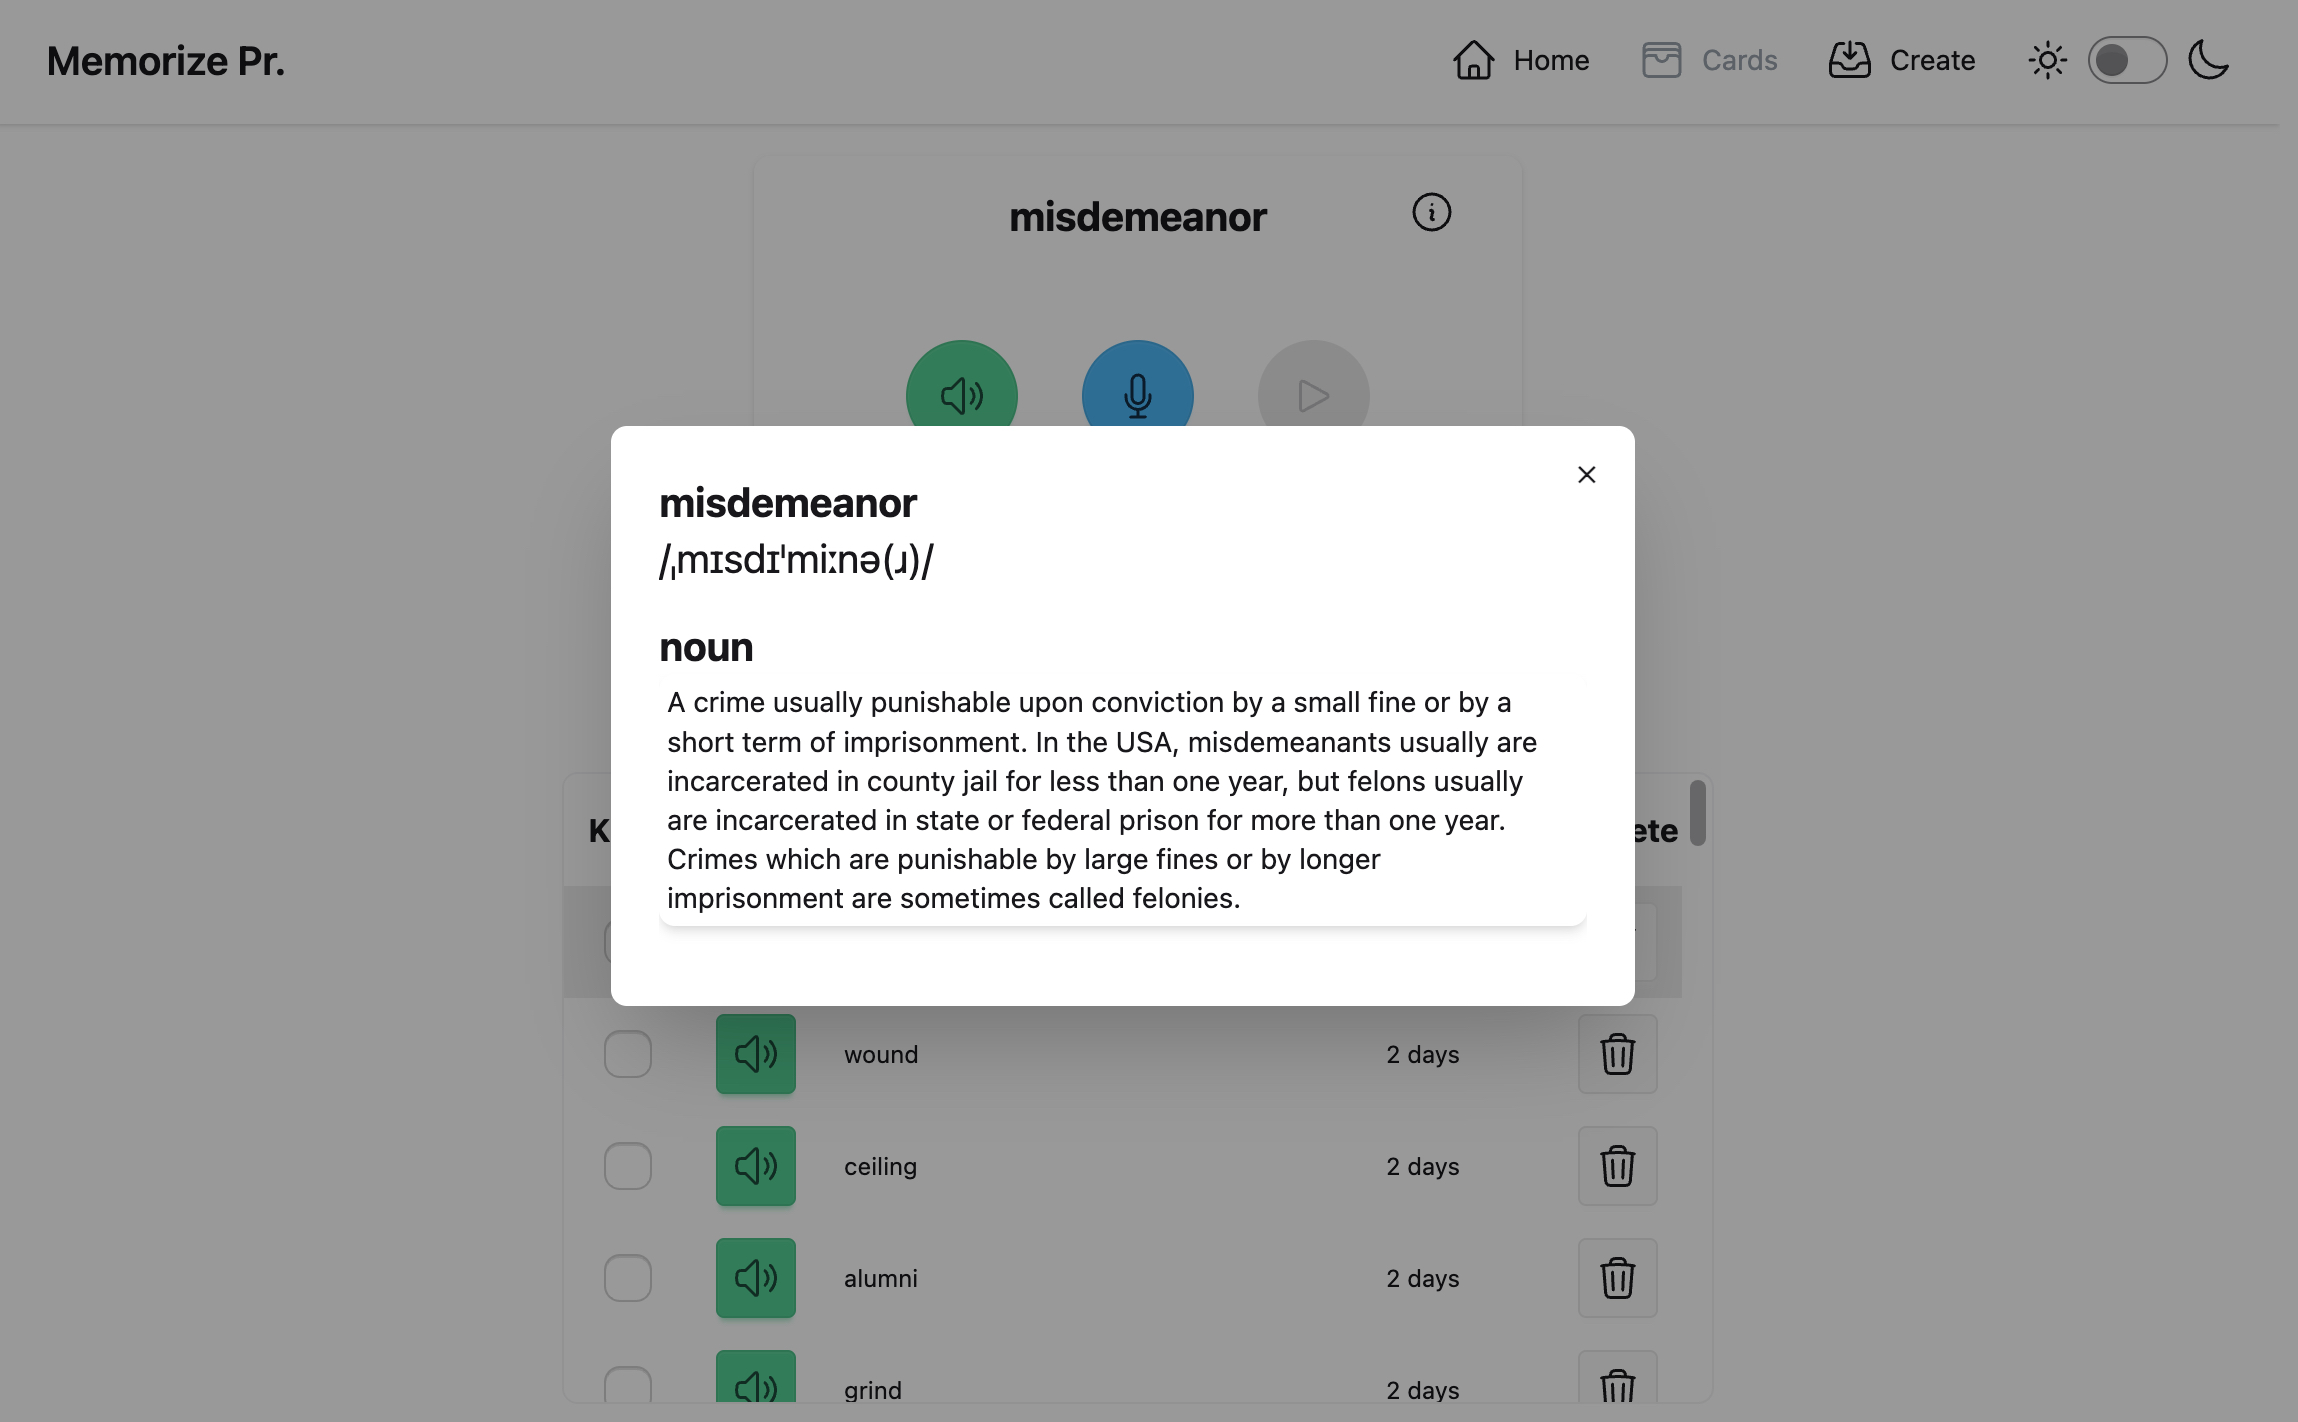 Memorize Pr.
Home
Cards
Create
misdemeanor
misdemeanor
/ˌmɪsdɪˈmiːnə(ɹ)/
noun
A crime usually punishable upon conviction by a small fine or by a
short term of imprisonment. In the USA, misdemeanants usually are
incarcerated in county jail for less than one year, but felons usually
are incarcerated in state or federal prison for more than one year.
Crimes which are punishable by large fines or by longer
imprisonment are sometimes called felonies.
wound 2 days
ceiling 2 days
alumni 2 days
grind 2 days